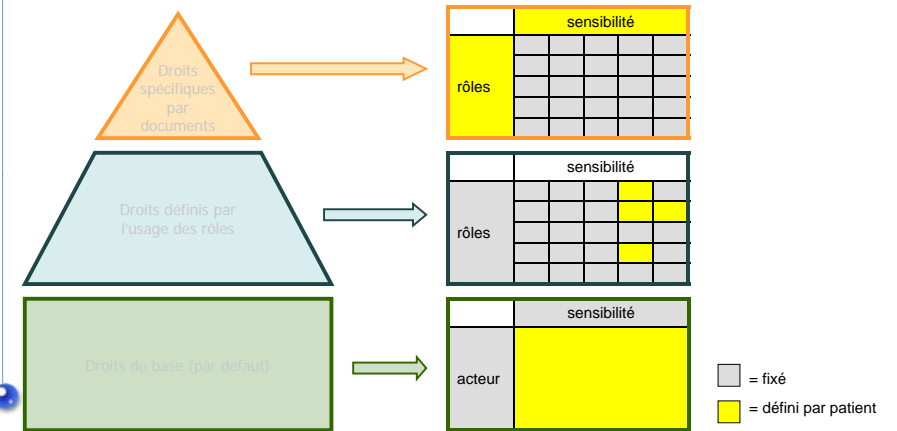 Droits
spécifiques
par
documents
sensibilité
rôles
Droits définis par
l'usage des rôles
sensibilité
rôles
Droits de base (par défaut)
sensibilité
acteur
= fixé
= défini par patient